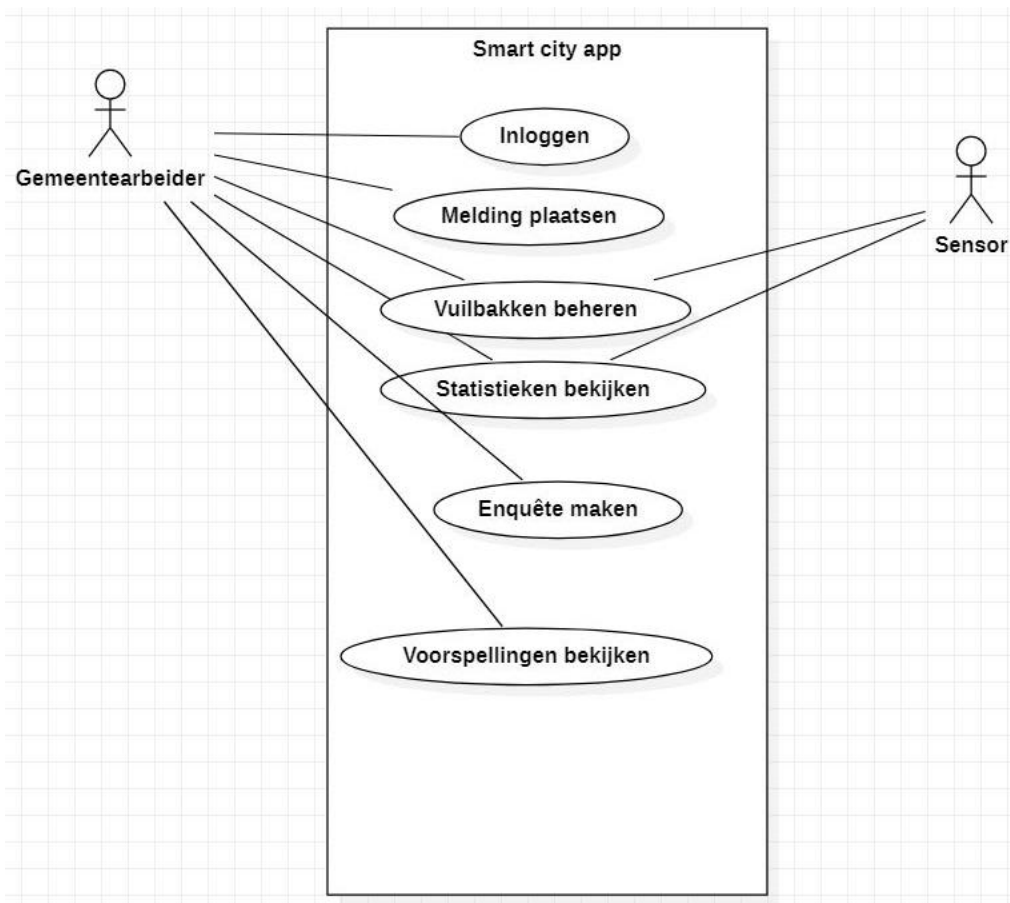 Smart city app
Inloggen
Gemeentearbeider
Melding plaatsen
Sensor
Vuilbakken beheren
Statistieken bekijken
Enquête maken
Voorspellingen bekijken